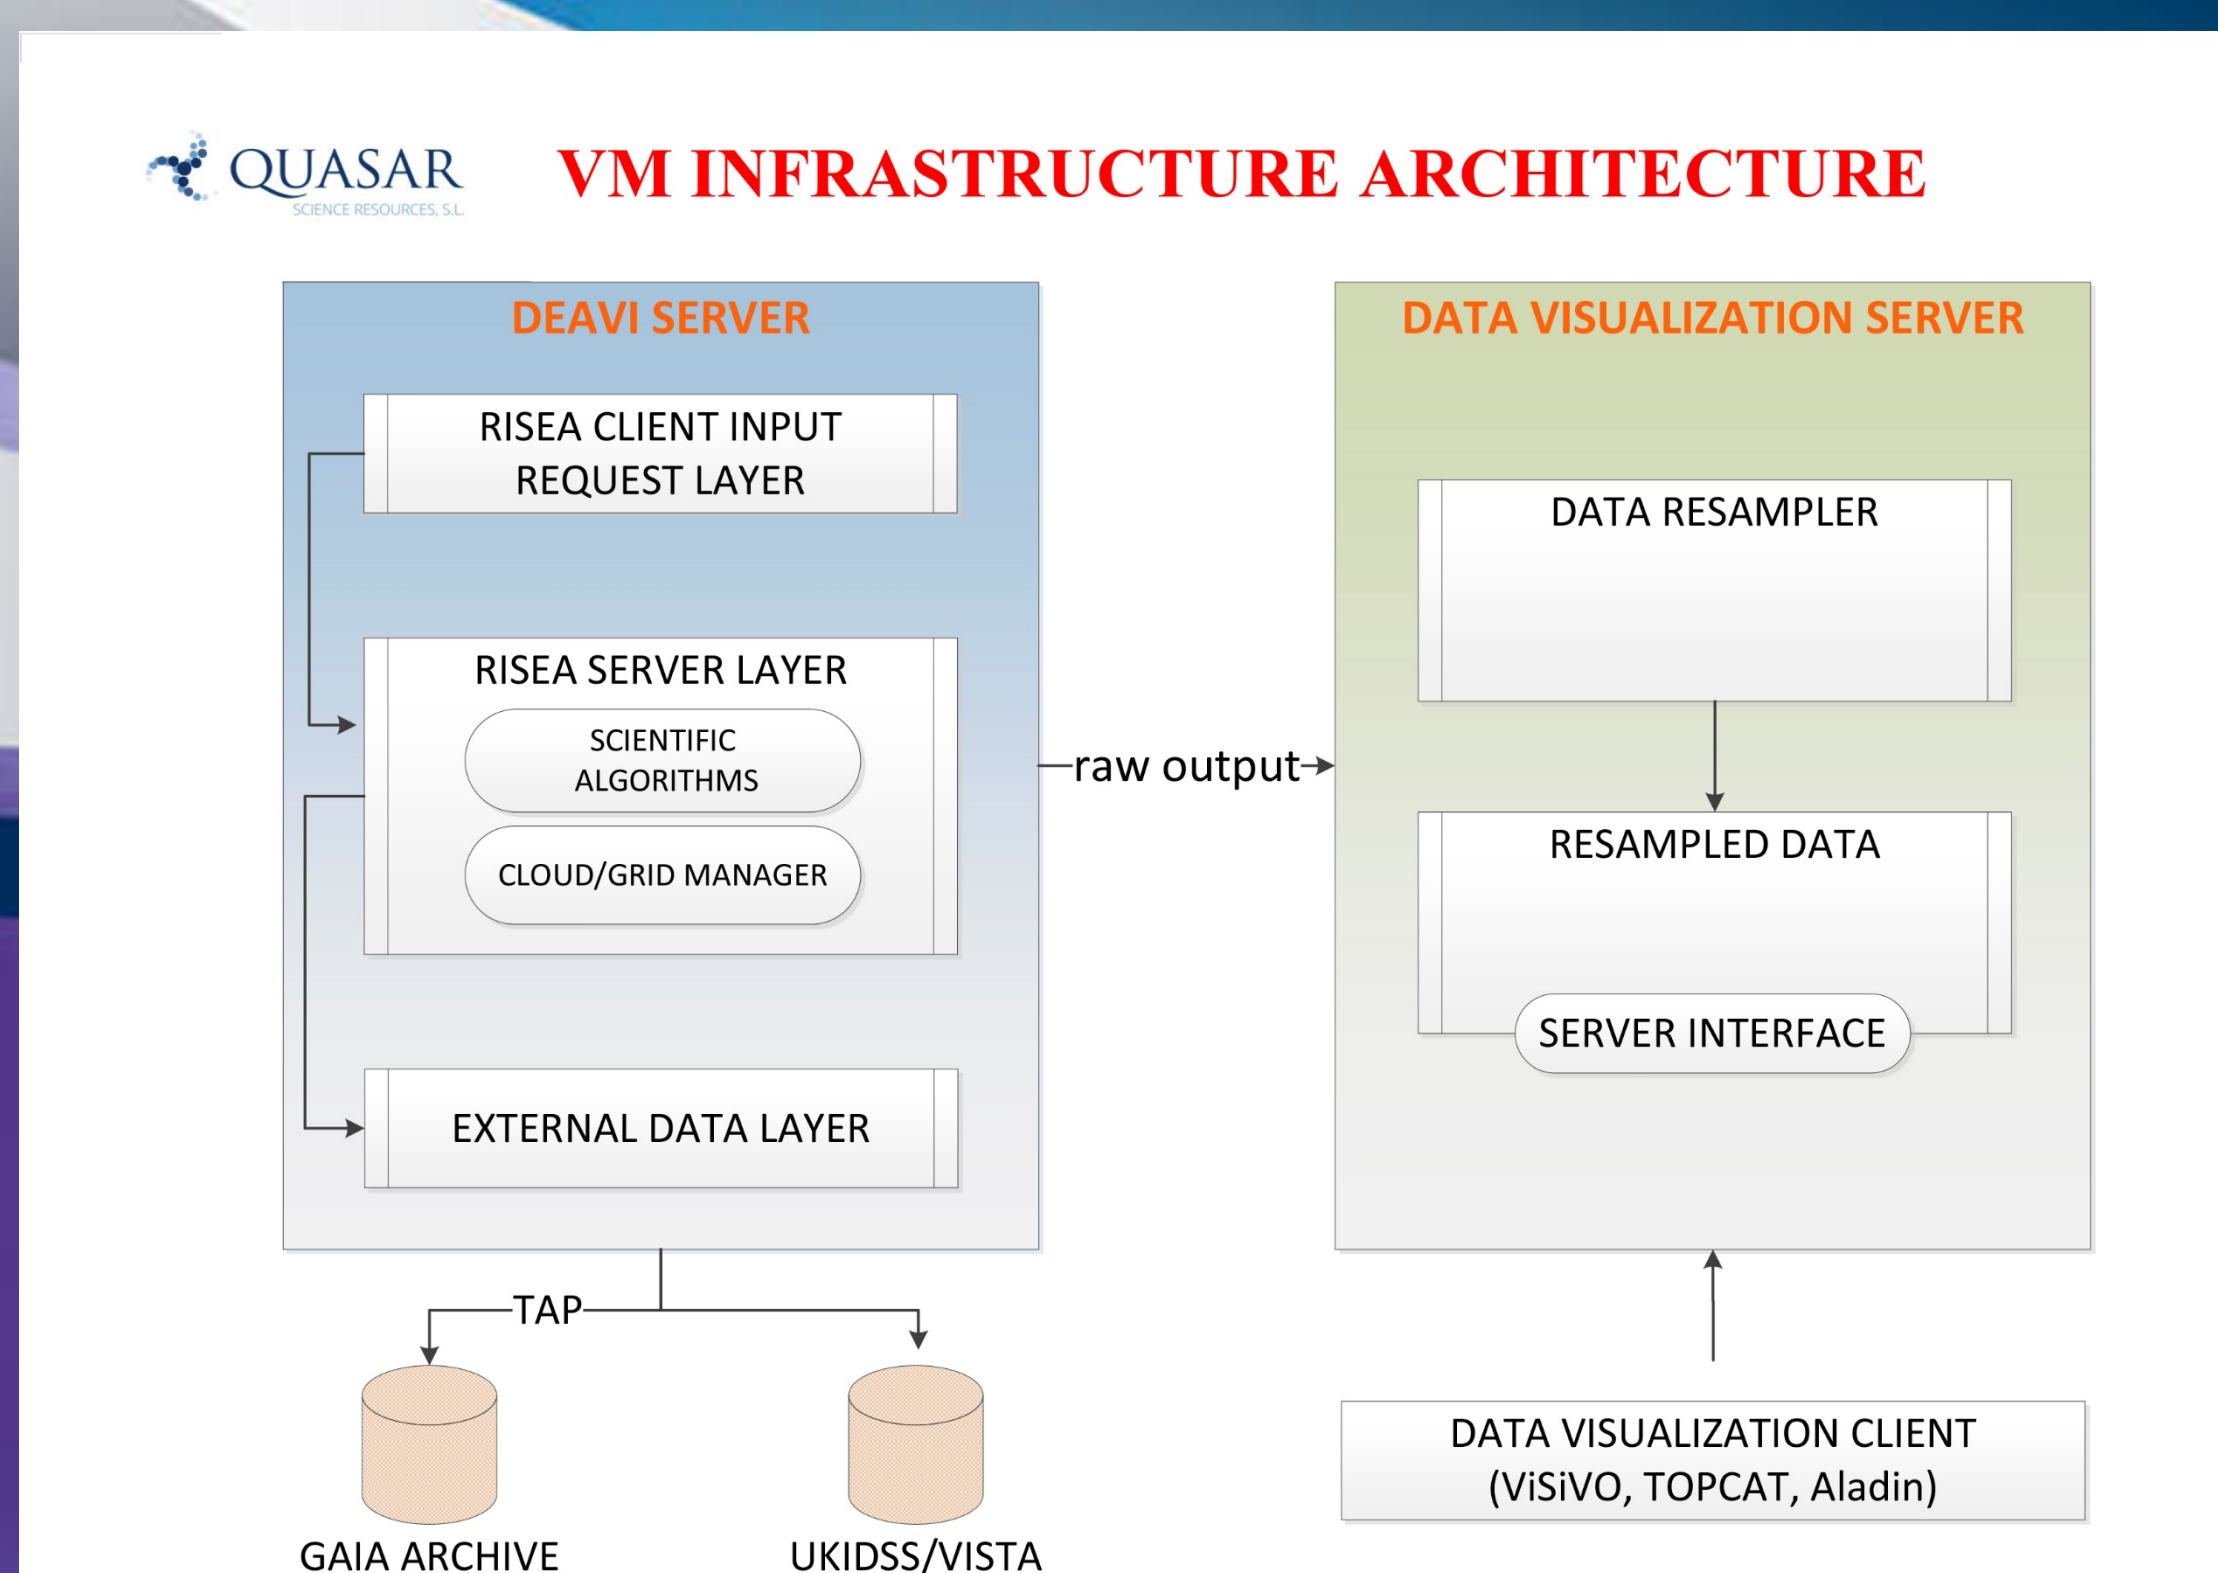 QUASAR
SCIENCE RESOURCES, S.L.
VM INFRASTRUCTURE ARCHITECTURE
DEAVI SERVER
RISEA CLIENT INPUT
REQUEST LAYER
RISEA SERVER LAYER
SCIENTIFIC
ALGORITHMS
CLOUD/GRID MANAGER
EXTERNAL DATA LAYER
raw output
DATA VISUALIZATION SERVER
DATA RESAMPLER
RESAMPLED DATA
SERVER INTERFACE
TAP
GAIA ARCHIVE
UKIDSS/VISTA
DATA VISUALIZATION CLIENT
(ViSiVO, TOPCAT, Aladin)